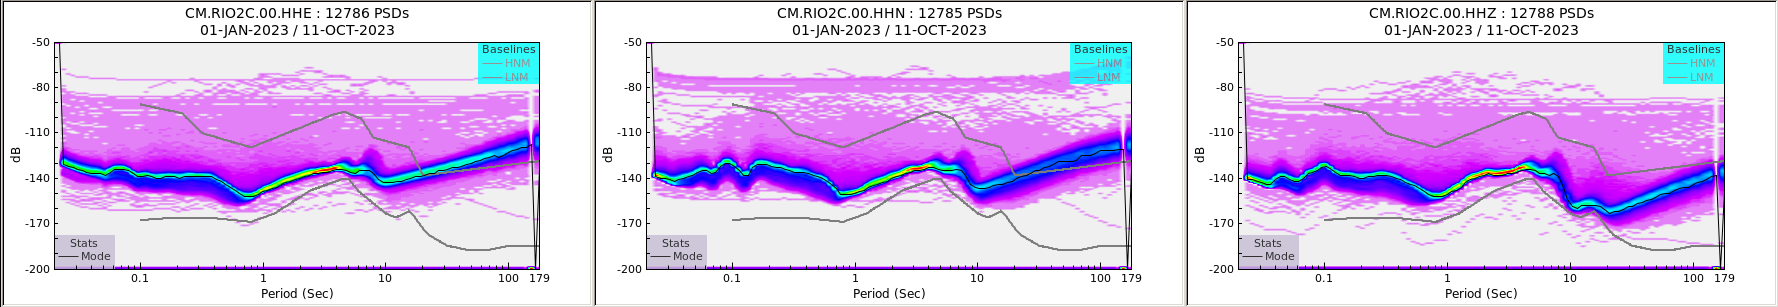 CM.RIO2C.00.HHE : 12786 PSDs
01-JAN-2023 / 11-OCT-2023
-50
-80
-110
-140
-170
-200
dB
Baselines
HNM
LNM
Stats
Mode
0.1
1
10
100
179
Period (Sec)
CM.RIO2C.00.HHN : 12785 PSDs
01-JAN-2023 / 11-OCT-2023
-50
-80
-110
-140
-170
-200
dB
Baselines
HNM
LNM
Stats
Mode
0.1
1
10
100
179
Period (Sec)
CM.RIO2C.00.HHZ : 12788 PSDs
01-JAN-2023 / 11-OCT-2023
-50
-80
-110
-140
-170
-200
dB
Baselines
HNM
LNM
Stats
Mode
0.1
1
10
100
179
Period (Sec)